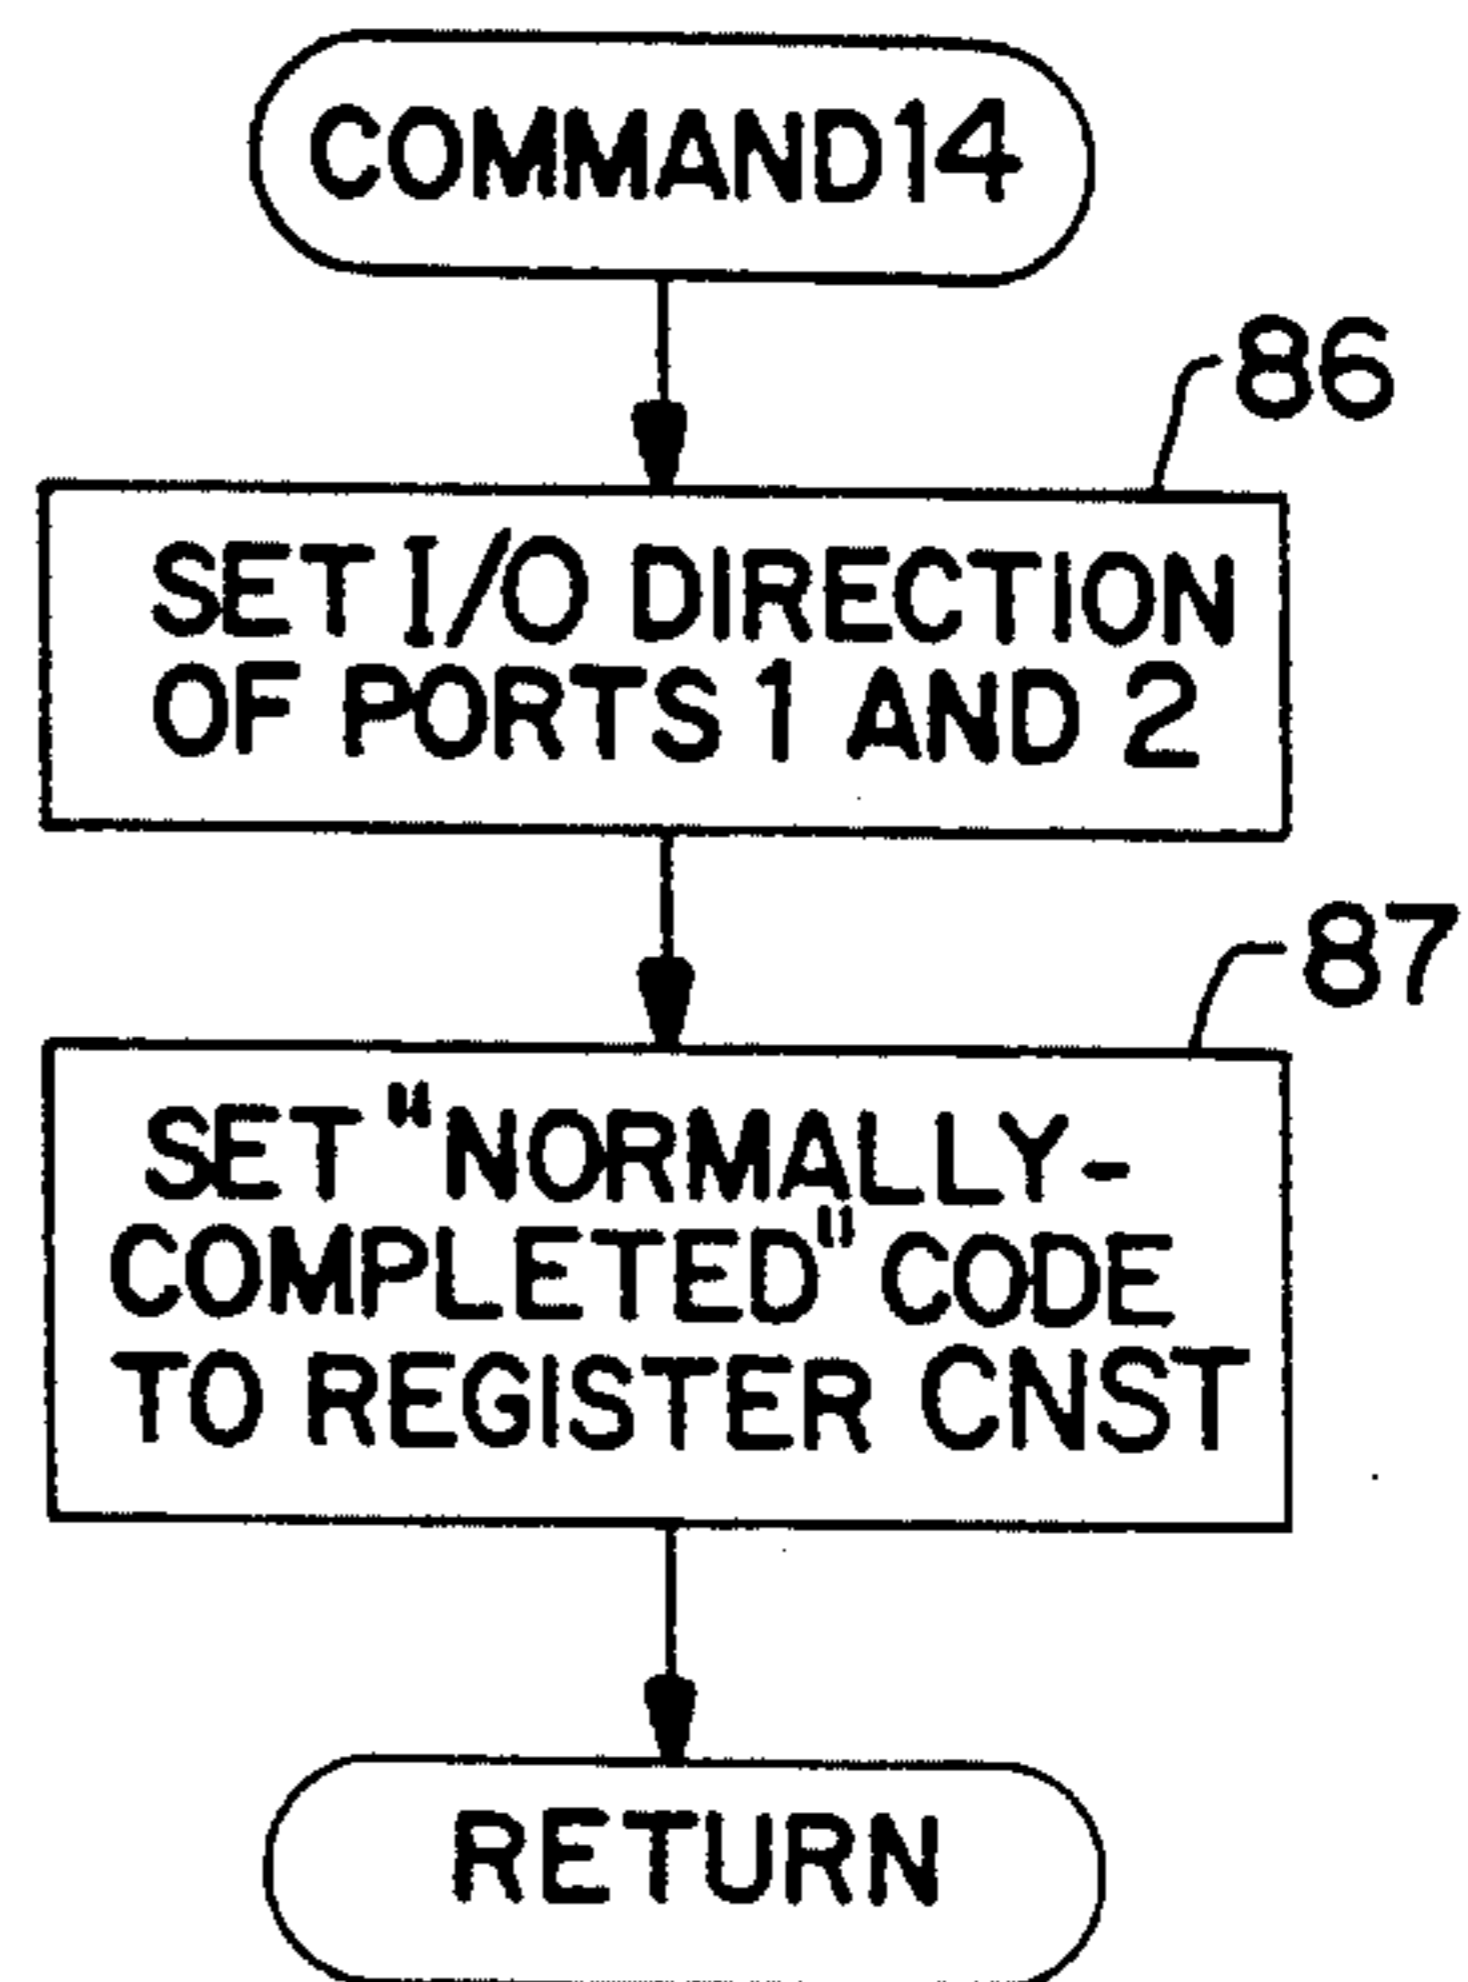 COMMAND14
86
SET I/O DIRECTION
OF PORTS 1 AND 2
87
SET "NORMALLY-
COMPLETED" CODE
TO REGISTER CNST
RETURN